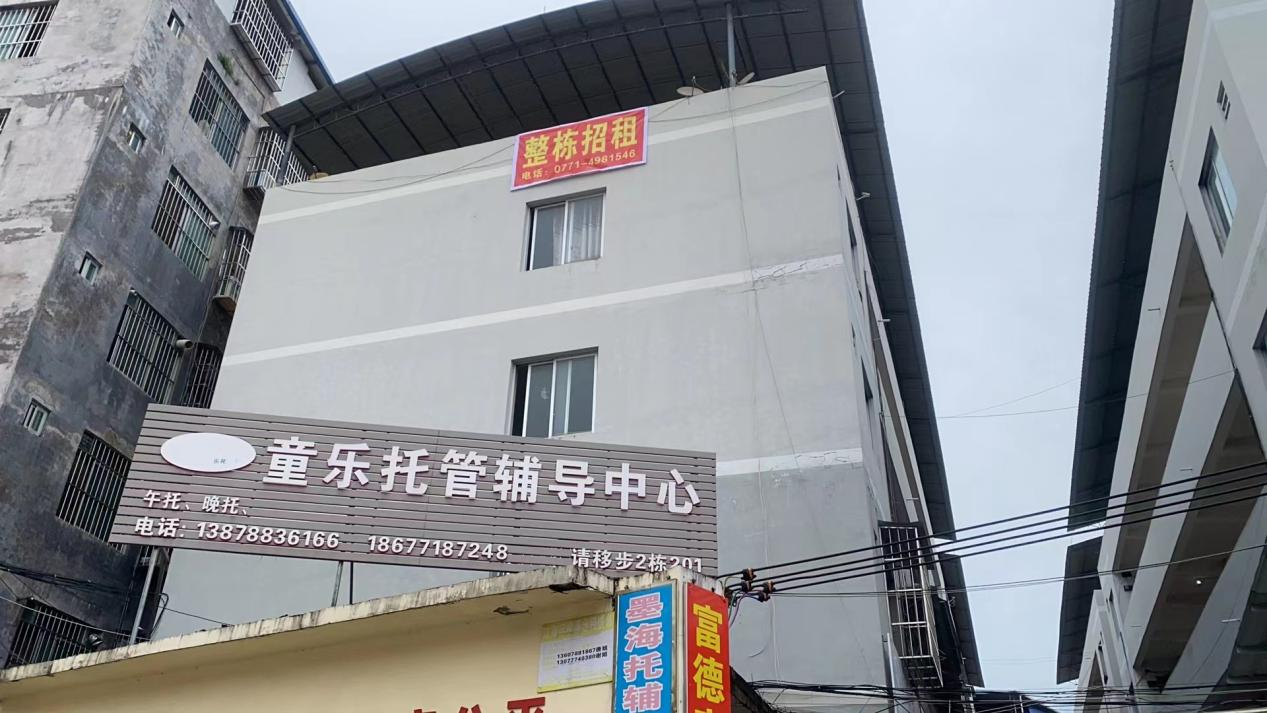 整栋招租
电话：0771-4981546
童乐托管辅导中心
午托、晚托、
电话：13878836166 18677187248 请移步2栋201
墨海托辅
富德